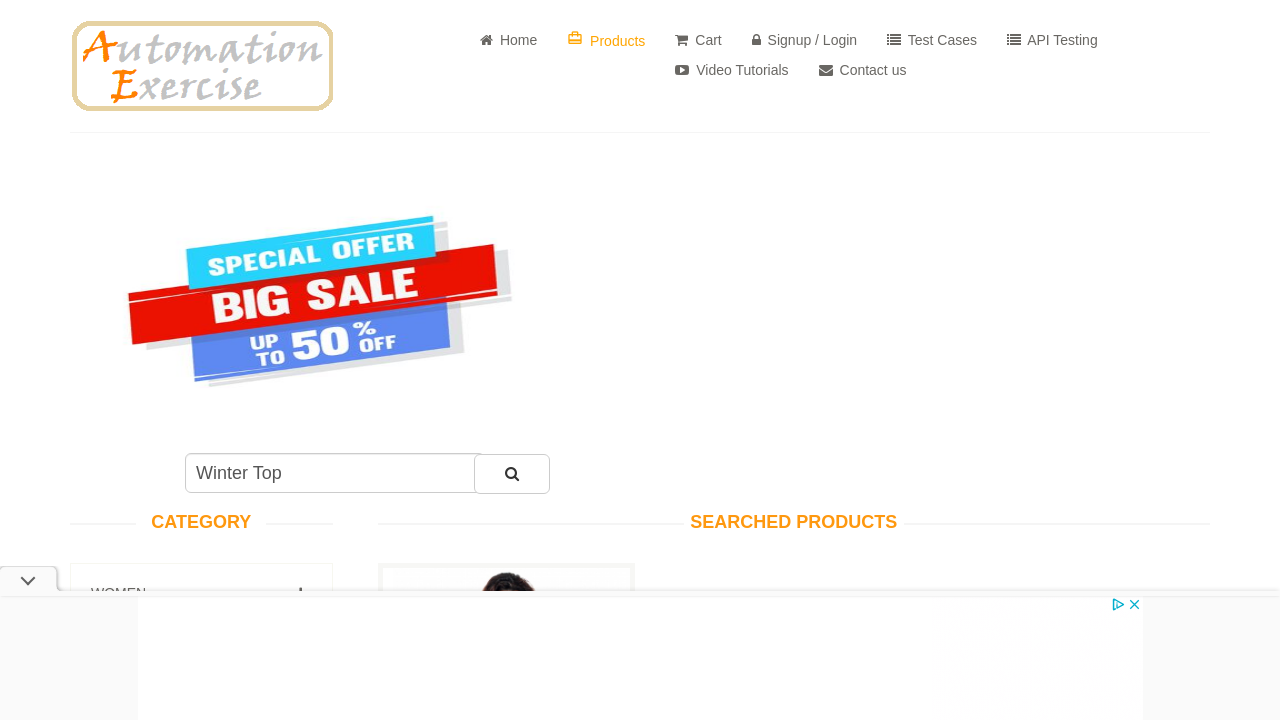 Automation
Exercise
Home
Products
Cart
Signup / Login
Test Cases
API Testing
Video Tutorials
Contact us
SPECIAL OFFER
BIG SALE
UP TO 50% OFF
Winter Top
CATEGORY
SEARCHED PRODUCTS
WOMEN